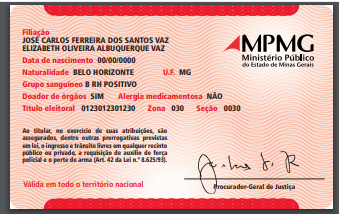 Filiação
JOSÉ CARLOS FERREIRA DOS SANTOS VAZ
ELIZABETH OLIVEIRA ALBUQUERQUE VAZ
Data de nascimento 00/00/0000
Naturalidade BELO HORIZONTE U.F. MG
Grupo sanguíneo B RH POSITIVO
Doador de órgãos SIM Alergia medicamentosa NÃO
Título eleitoral 0123012301230 Zona 030 Seção 0030
MPMG
Ministério Público
do Estado de Minas Gerais
Ao titular, no exercício de suas atribuições, são
assegurados, dentre outras prerrogativas previstas
em lei, o ingresso e trânsito livres em qualquer recinto
público ou privado, a requisição de auxílio de força
policial e o porte de arma (Art. 42 da Lei n.º 8.625/93).
Válida em todo o território nacional
Procurador-Geral de Justiça